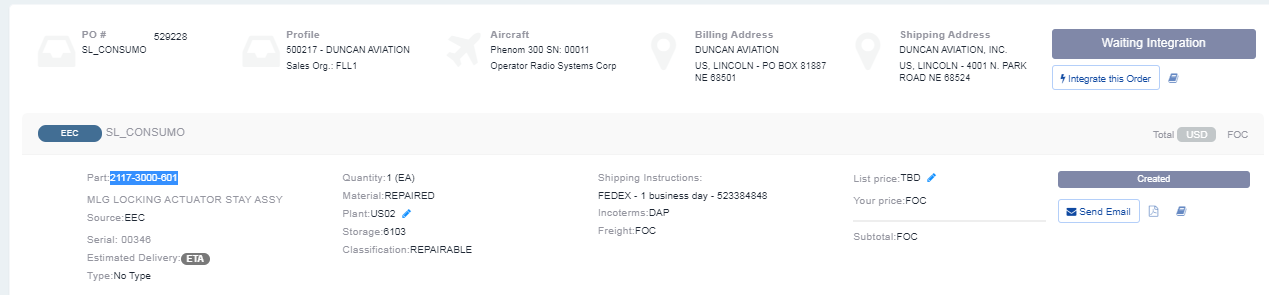 PO # 529228
SL_CONSUMO
Profile
500217 - DUNCAN AVIATION
Sales Org.: FLL1
Aircraft
Phenom 300 SN: 00011
Operator Radio Systems Corp
Billing Address
DUNCAN AVIATION
US, LINCOLN - PO BOX 81887
NE 68501
Shipping Address
DUNCAN AVIATION, INC.
US, LINCOLN - 4001 N. PARK
ROAD NE 68524
Waiting Integration
Integrate this Order
EEC SL_CONSUMO
Total USD FOC
Part:2117-3000-601
MLG LOCKING ACTUATOR STAY ASSY
Source:EEC
Serial: 00346
Estimated Delivery:ETA
Type:No Type
Quantity:1 (EA)
Material:REPAIRED
Plant:US02
Storage:6103
Classification:REPAIRABLE
Shipping Instructions:
FEDEX - 1 business day - 523384848
Incoterms:DAP
Freight:FOC
List price:TBD
Your price:FOC
Subtotal:FOC
Created
Send Email